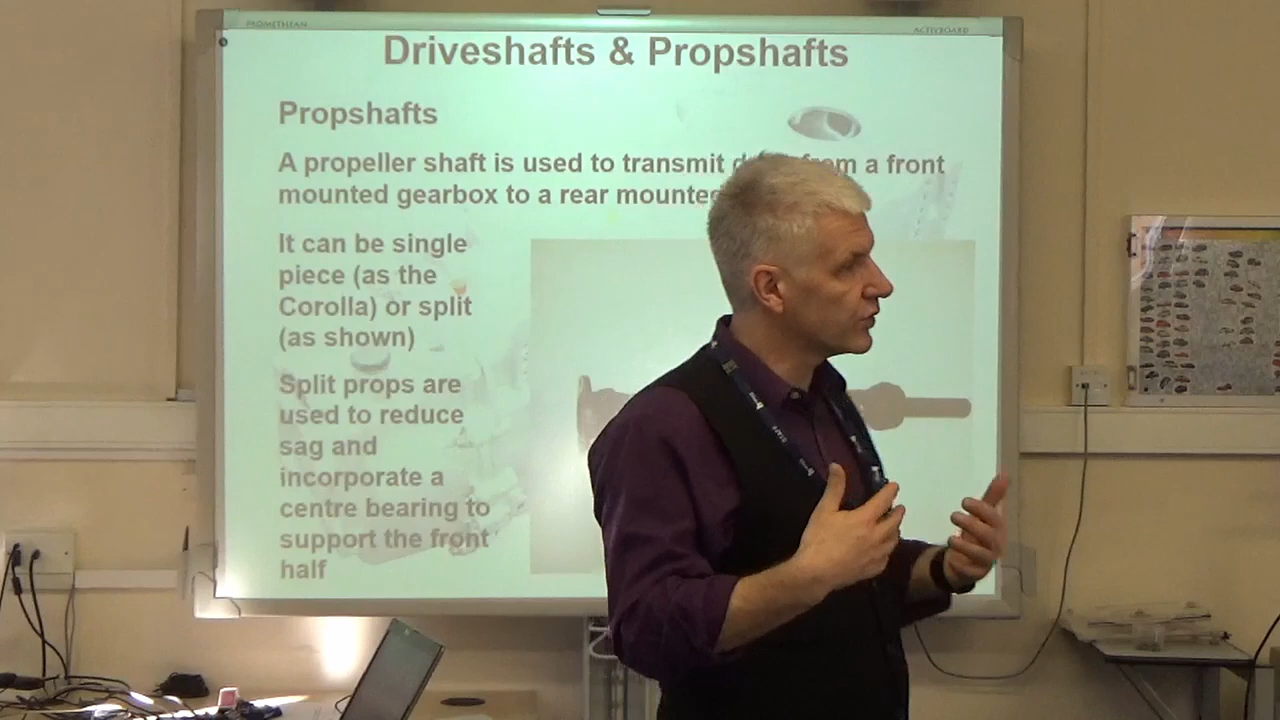 PROMETHEAN
ACTIVBOARD
Driveshafts & Propshafts
Propshafts
A propeller shaft is used to transmit from a front
mounted gearbox to a rear mounted
It can be single
piece (as the
Corolla) or split
(as shown)
Split props are
used to reduce
sag and
incorporate a
centre bearing to
support the front
half
STAFF